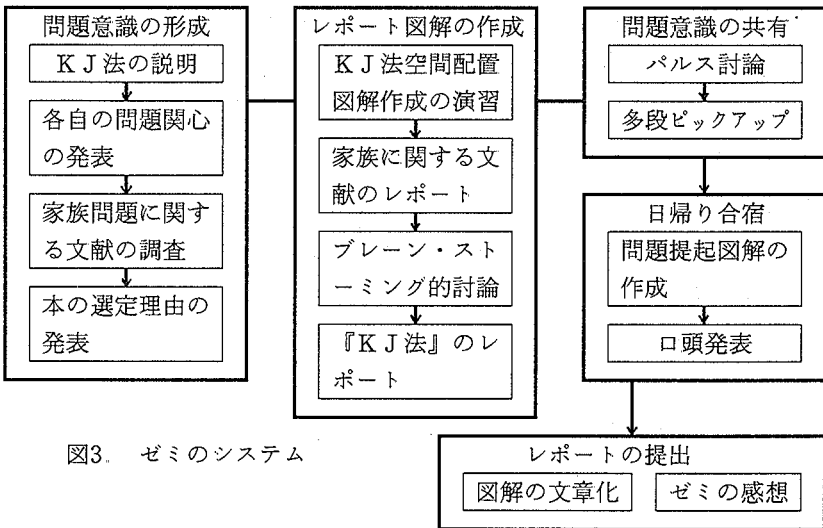 問題意識の形成
KJ法の説明
各自の問題関心
の発表
家族問題に関す
る文献の調査
本の選定理由の
発表
レポート図解の作成
KJ法空間配置
図解作成の演習
家族に関する文
献のレポート
ブレーン・スト
ーミング的討論
『KJ法』のレ
ポート
問題意識の共有
パルス討論
多段ピックアップ
日帰り合宿
問題提起図解の
作成
口頭発表
レポートの提出
図解の文章化
ゼミの感想
図3. ゼミのシステム